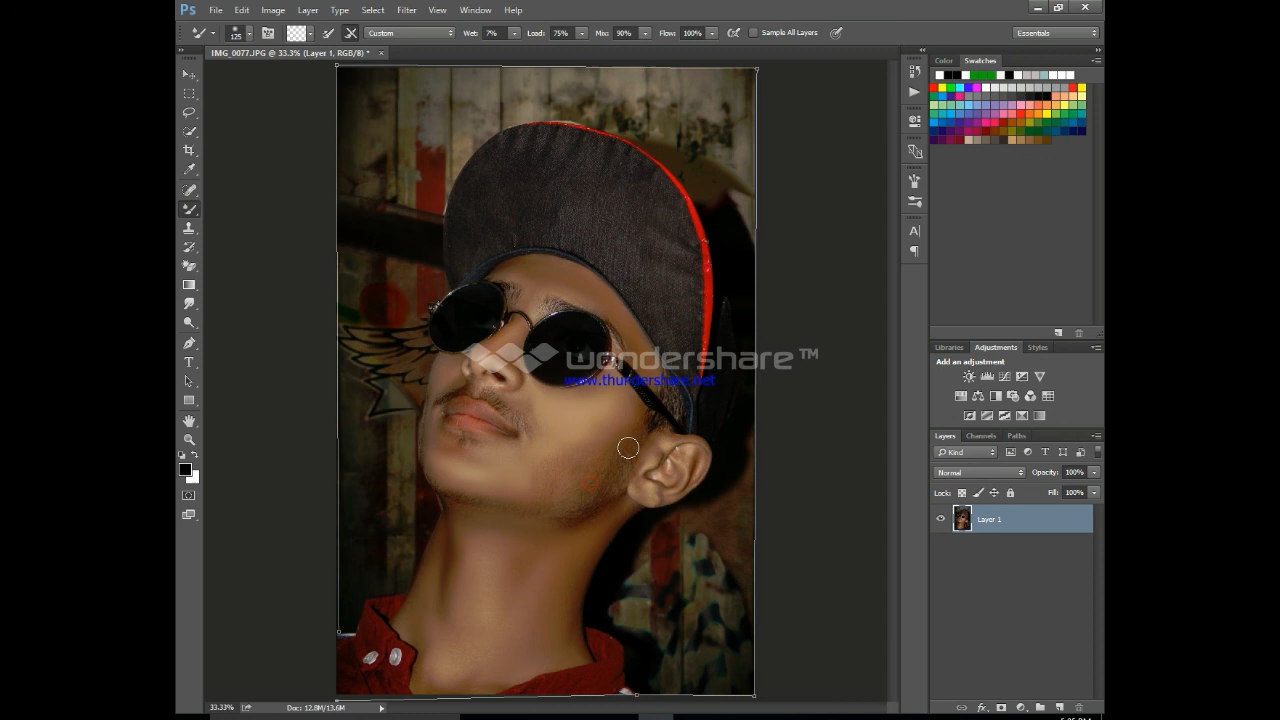 Ps File Edit Image Layer Type Select Filter View Window Help
125 Custom Wet: 7% Load: 75% Mix: 90% Flow: 100% Sample All Layers Essentials
IMG_0077.JPG @ 33.3% (Layer 1, RGB/8) * ×
Color Swatches
Libraries Adjustments Styles
Add an adjustment
wondershare™
www.thundershare.net
Layers Channels Paths
Kind
Normal Opacity: 100%
Lock: Fill: 100%
Layer 1
33.33% Doc: 12.8M/13.6M